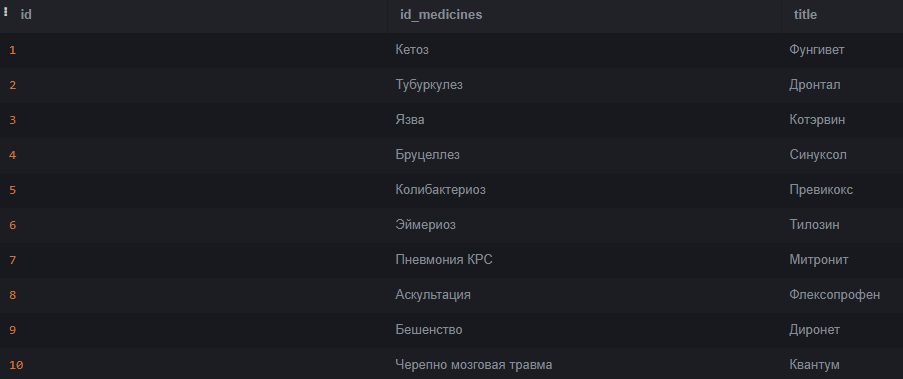 id id_medicines title
1 Кетоз Фунгивет
2 Тубуркулез Дронтал
3 Язва Котэрвин
4 Бруцеллез Синуксол
5 Колибактериоз Превикокс
6 Эймериоз Тилозин
7 Пневмония КРС Митронит
8 Аскультация Флексопрофен
9 Бешенство Диронет
10 Черепно мозговая травма Квантум